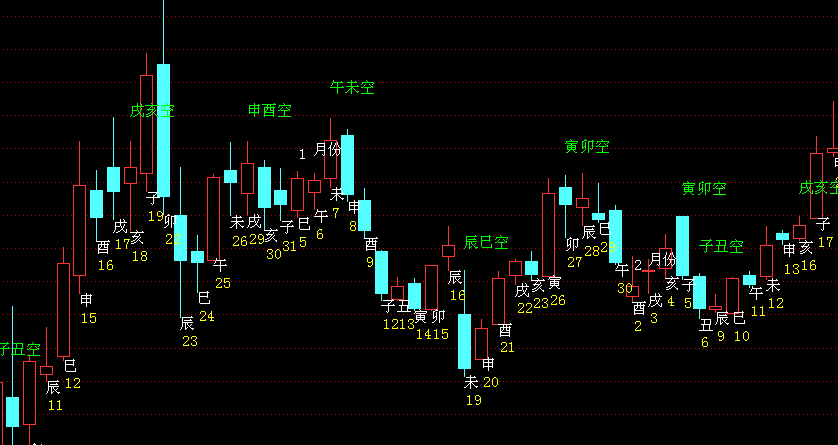 子丑空
辰
11
巳
12
申
15
酉
16
戌
17
亥
18
戌亥空
子
19
卯
22
辰
23
巳
24
午
25
未
26
申酉空
戌
29
亥
30
子
31
巳
5
1 月份
午
6
午未空
未
7
申
8
酉
9
子
12
丑
13
寅
14
卯
15
辰
16
辰巳空
未
19
申
20
酉
21
戌
22
亥
23
寅
26
寅卯空
卯
27
辰
28
巳
午
30
2 月份
酉
2
戌
3
亥
4
寅卯空
子
5
丑
6
子丑空
辰
9
巳
10
午
11
未
12
申
13
亥
16
戌亥空
子
17